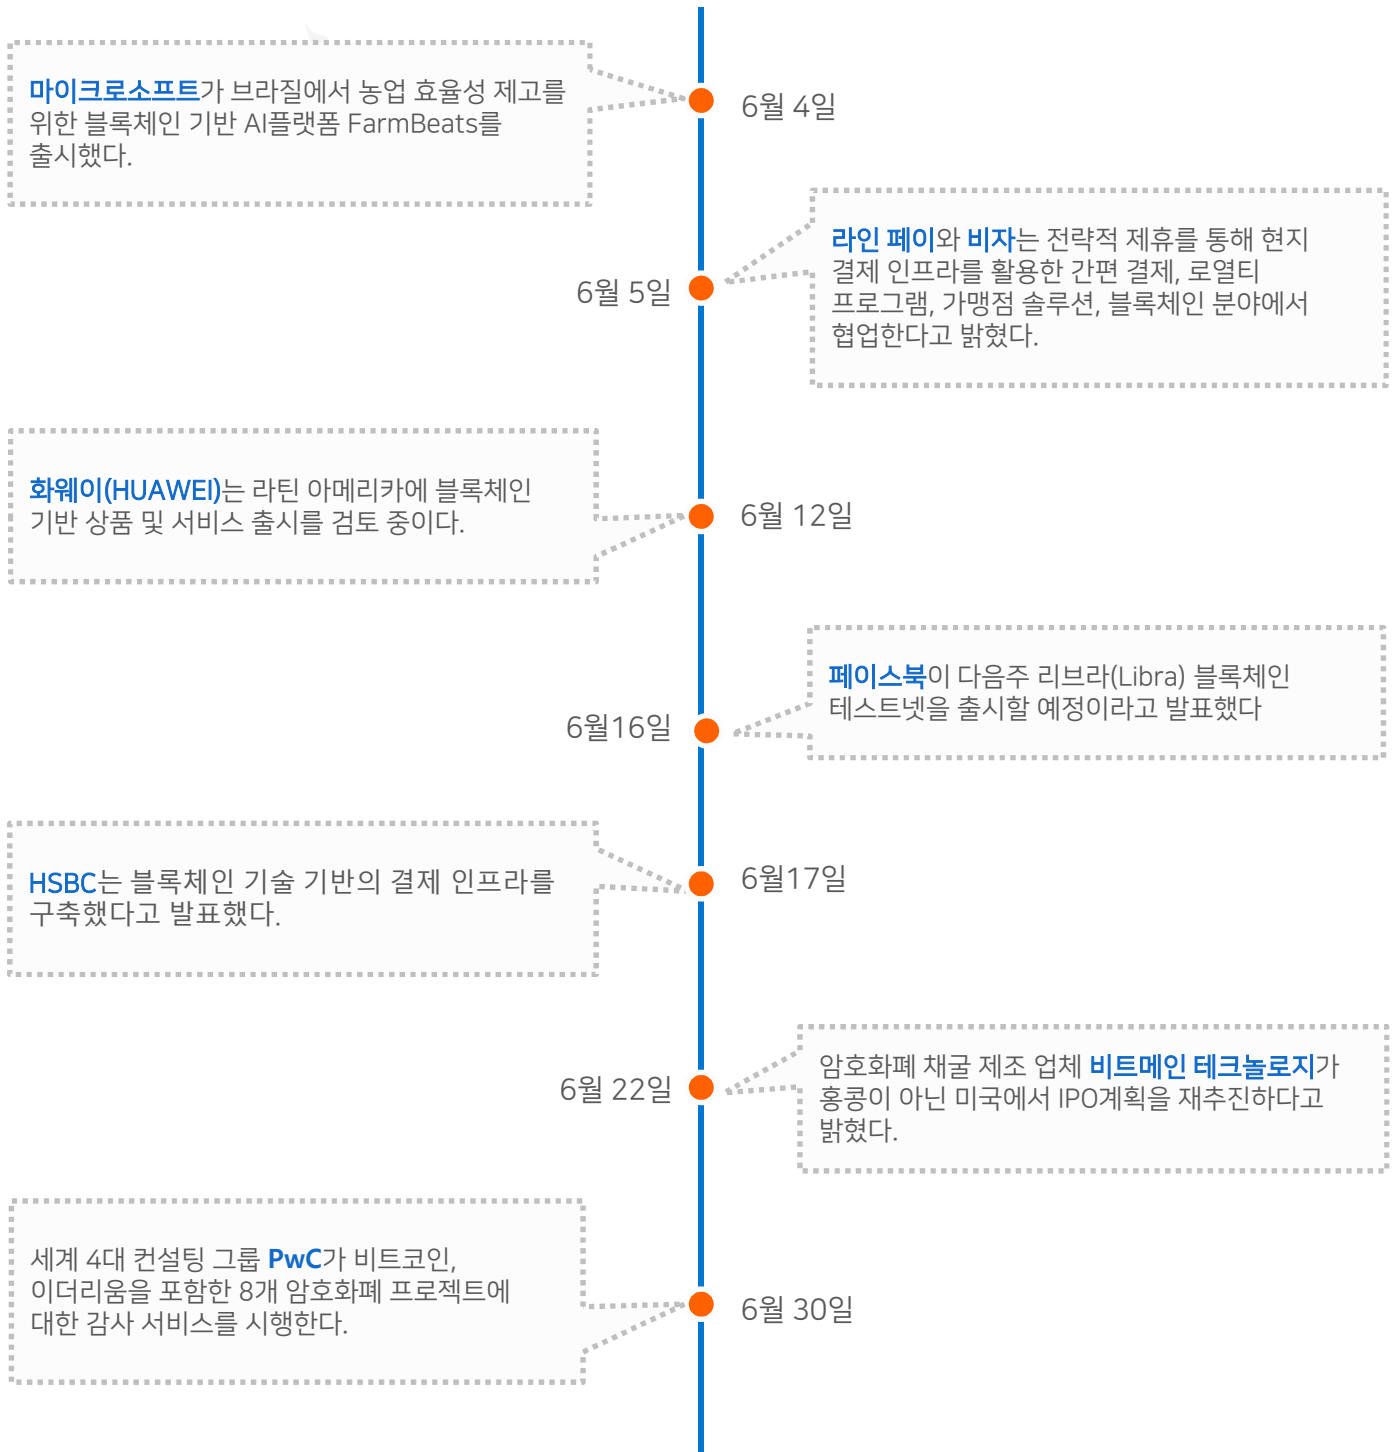 마이크로소프트가 브라질에서 농업 효율성 제고를
위한 블록체인 기반 AI플랫폼 FarmBeats를
출시했다.
6월 4일
라인 페이와 비자는 전략적 제휴를 통해 현지
결제 인프라를 활용한 간편 결제, 로열티
프로그램, 가맹점 솔루션, 블록체인 분야에서
협업한다고 밝혔다.
6월 5일
화웨이(HUAWEI)는 라틴 아메리카에 블록체인
기반 상품 및 서비스 출시를 검토 중이다.
6월 12일
페이스북이 다음주 리브라(Libra) 블록체인
테스트넷을 출시할 예정이라고 발표했다
6월16일
HSBC는 블록체인 기술 기반의 결제 인프라를
구축했다고 발표했다.
6월17일
암호화폐 채굴 제조 업체 비트메인 테크놀로지가
홍콩이 아닌 미국에서 IPO계획을 재추진하다고
밝혔다.
6월 22일
세계 4대 컨설팅 그룹 PwC가 비트코인,
이더리움을 포함한 8개 암호화폐 프로젝트에
대한 감사 서비스를 시행한다.
6월 30일